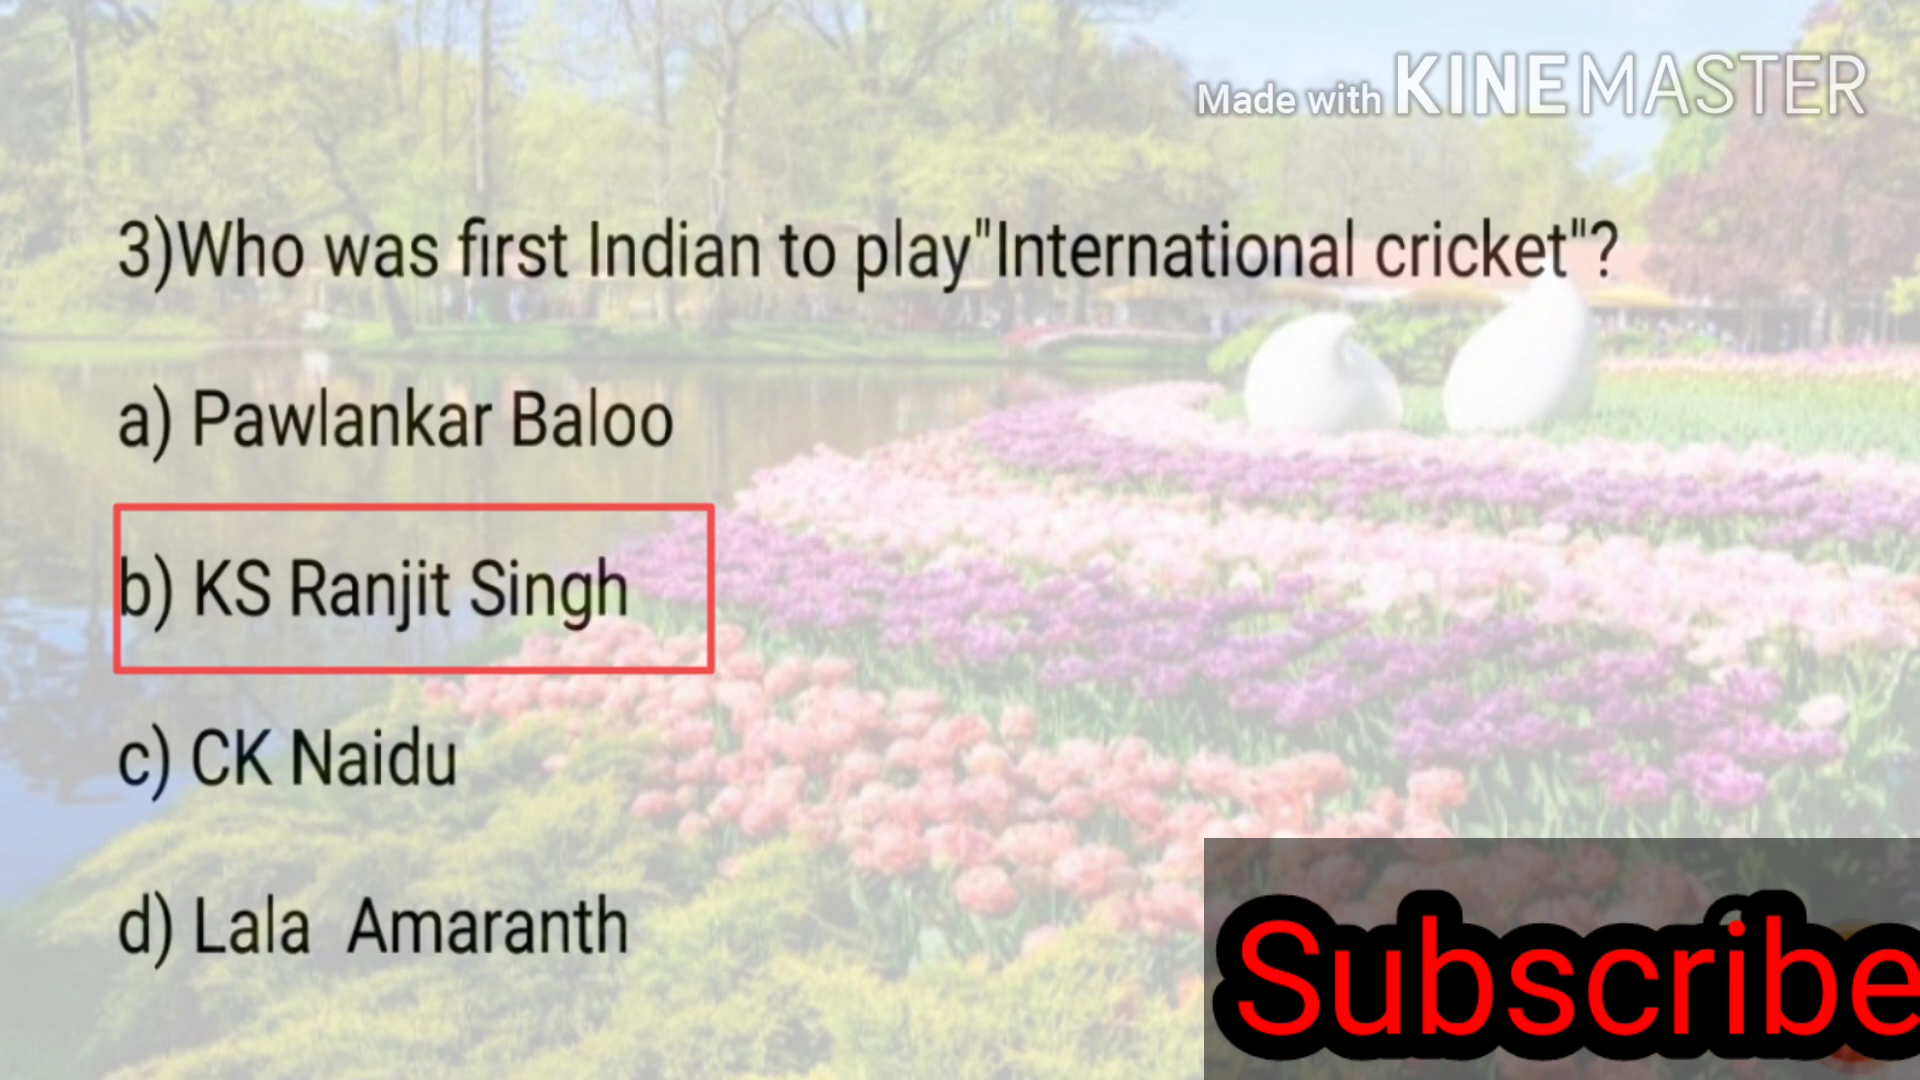 Made with KINEMASTER
3)Who was first Indian to play"International cricket"?
a) Pawlankar Baloo
b) KS Ranjit Singh
c) CK Naidu
d) Lala  Amaranth
Subscribe